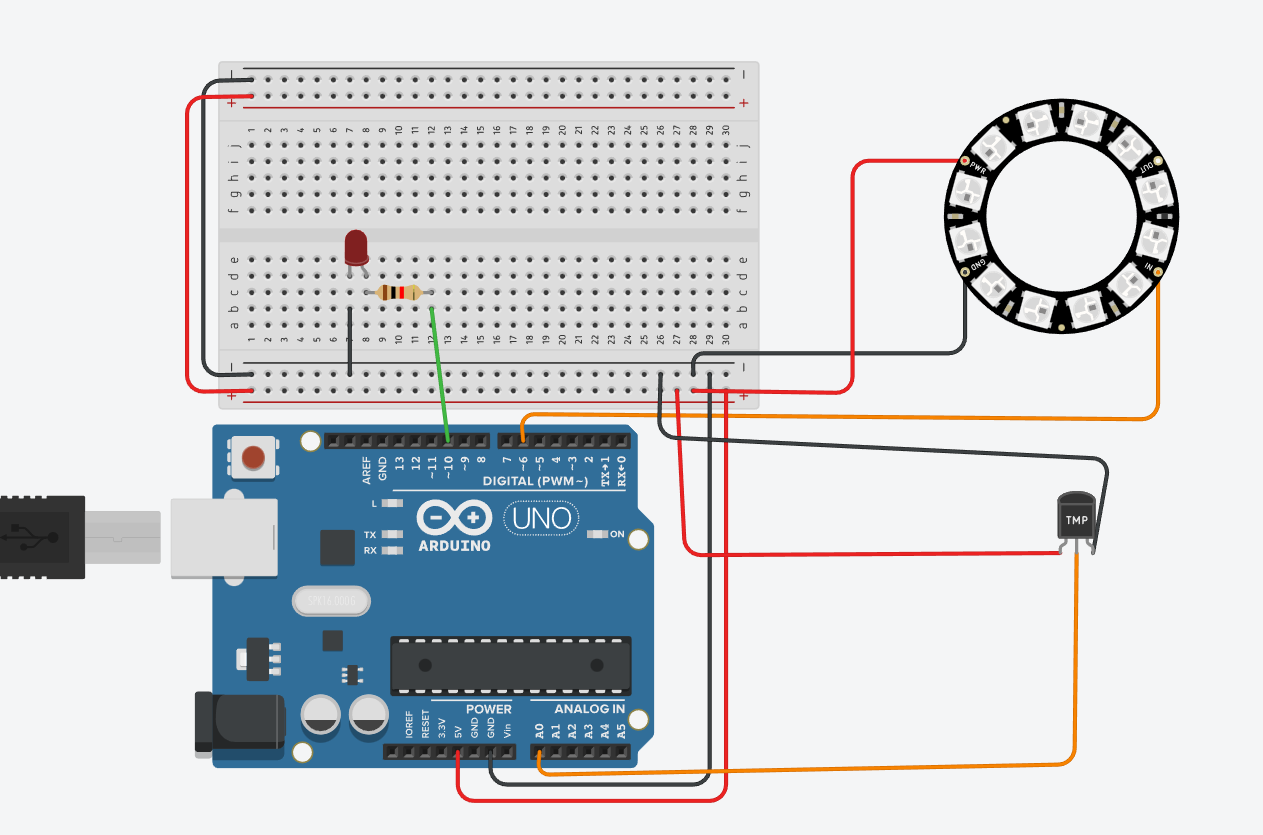 − −
+ +
1 2 3 4 5 6 7 8 9 10 11 12 13 14 15 16 17 18 19 20 21 22 23 24 25 26 27 28 29 30
j j
i i
h h
g g
f f
e e
d d
c c
b b
a a
1 2 3 4 5 6 7 8 9 10 11 12 13 14 15 16 17 18 19 20 21 22 23 24 25 26 27 28 29 30
− −
+ +
PWR
OUT
GND
IN
AREF
GND
13
12
~11
~10
~9
8
7
~6
~5
4
~3
2
TX→1
RX←0
DIGITAL (PWM~)
L
TX
RX
ARDUINO
UNO
ON
TMP
POWER
ANALOG IN
IOREF
RESET
3.3V
5V
GND
GND
Vin
A0
A1
A2
A3
A4
A5